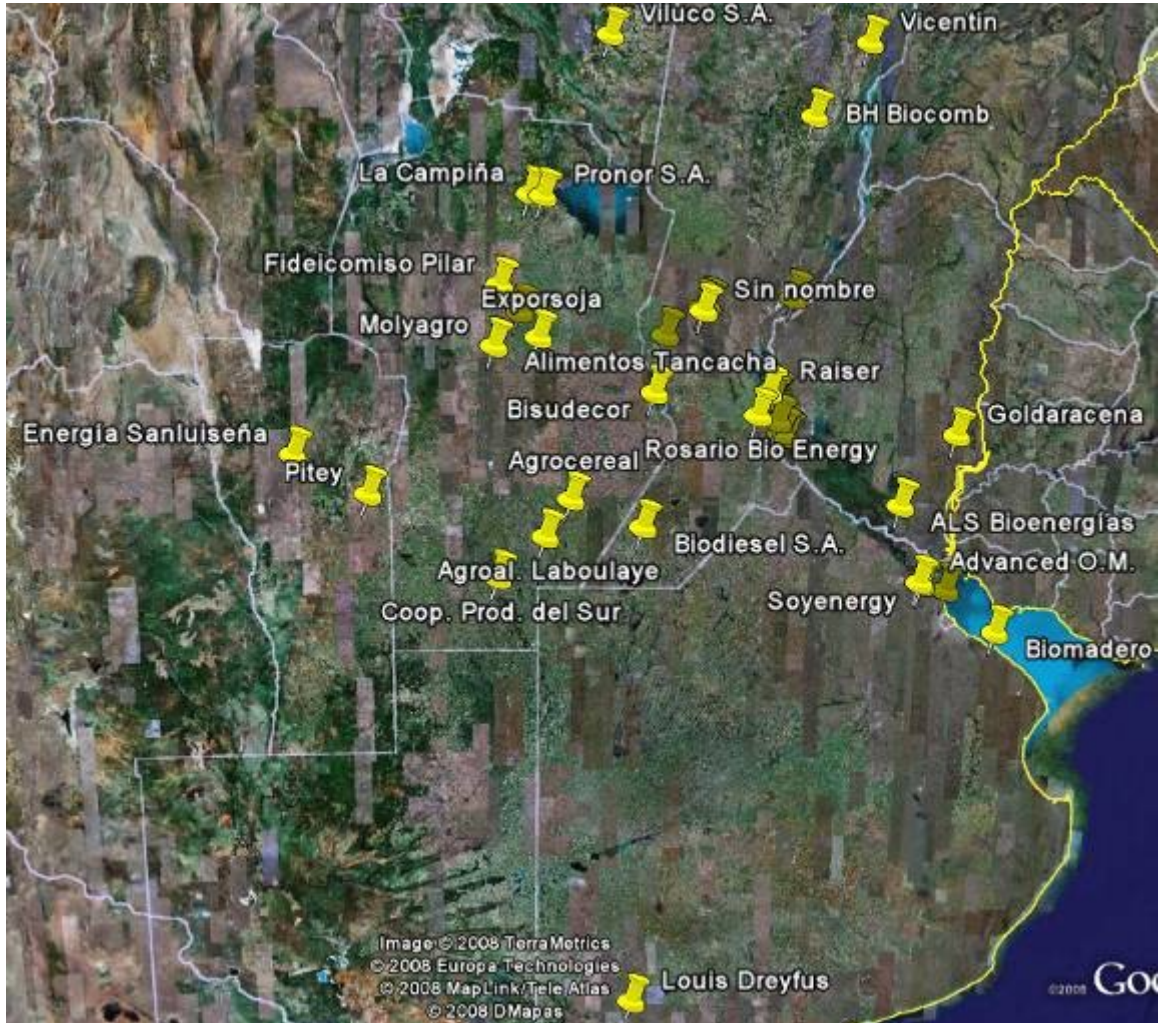 Viluco S.A.
Vicentin
BH Biocomb
La Campiña
Pronor S.A.
Fideicomiso Pilar
Exporsoja
Sin nombre
Molyagro
Alimentos Tancacha
Raiser
Bisudecor
Goldaracena
Energía Sanluiseña
Rosario Bio Energy
Agrocereal
Pitey
ALS Bioenergías
Biodiesel S.A.
Advanced O.M.
Agroal. Laboulaye
Soyenergy
Coop. Prod. del Sur
Biomadero-
Image © 2008 TerraMetrics
© 2008 Europa Technologies
© 2008 MapLink/Tele Atlas
© 2008 DMapas
Louis Dreyfus
©2008 Goo